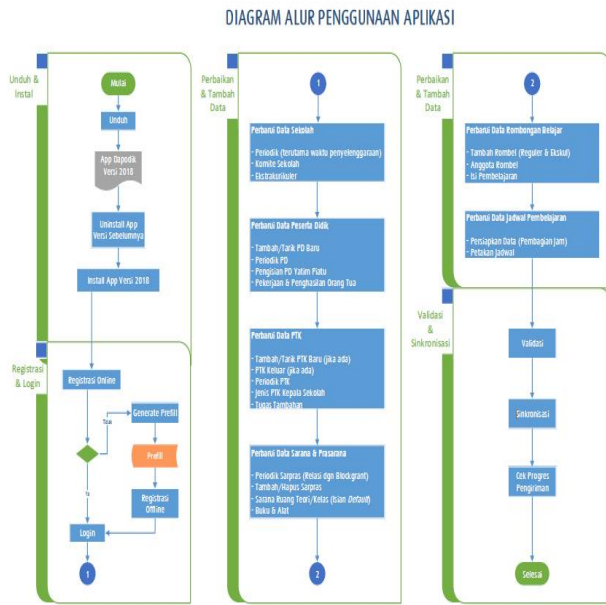 DIAGRAM ALUR PENGGUNAAN APLIKASI
Unduh &
Instal
Mulai
Unduh
App Dapodik
Versi 2018
Uninstall App
Versi Sebelumnya
Install App Versi 2018
Registrasi
& Login
Registrasi Online
Tidak
Generate Prefill
Prefill
Registrasi
Offline
Ya
Login
1
Perbaikan
& Tambah
Data
1
Perbarui Data Sekolah
- Periodik (terutama waktu penyelenggaraan)
- Komite Sekolah
- Ekstrakurikuler
Perbarui Data Peserta Didik
- Tambah/Tarik PD Baru
- Periodik PD
- Pengisian PD Yatim Piatu
- Pekerjaan & Penghasilan Orang Tua
Perbarui Data PTK
- Tambah/Tarik PTK Baru (jika ada)
- PTK Keluar (jika ada)
- Periodik PTK
- Jenis PTK Kepala Sekolah
- Tugas Tambahan
Perbarui Data Sarana & Prasarana
- Periodik Sarpras (Relasi dgn Blockgrant)
- Tambah/Hapus Sarpras
- Sarana Ruang Teori/Kelas (Isian Default)
- Buku & Alat
2
Perbaikan
& Tambah
Data
2
Perbarui Data Rombongan Belajar
- Tambah Rombel (Reguler & Ekskul)
- Anggota Rombel
- Isi Pembelajaran
Perbarui Data Jadwal Pembelajaran
- Persiapkan Data (Pembagian Jam)
- Petakan Jadwal
Validasi
&
Sinkronisasi
Validasi
Sinkronisasi
Cek Progres
Pengiriman
Selesai